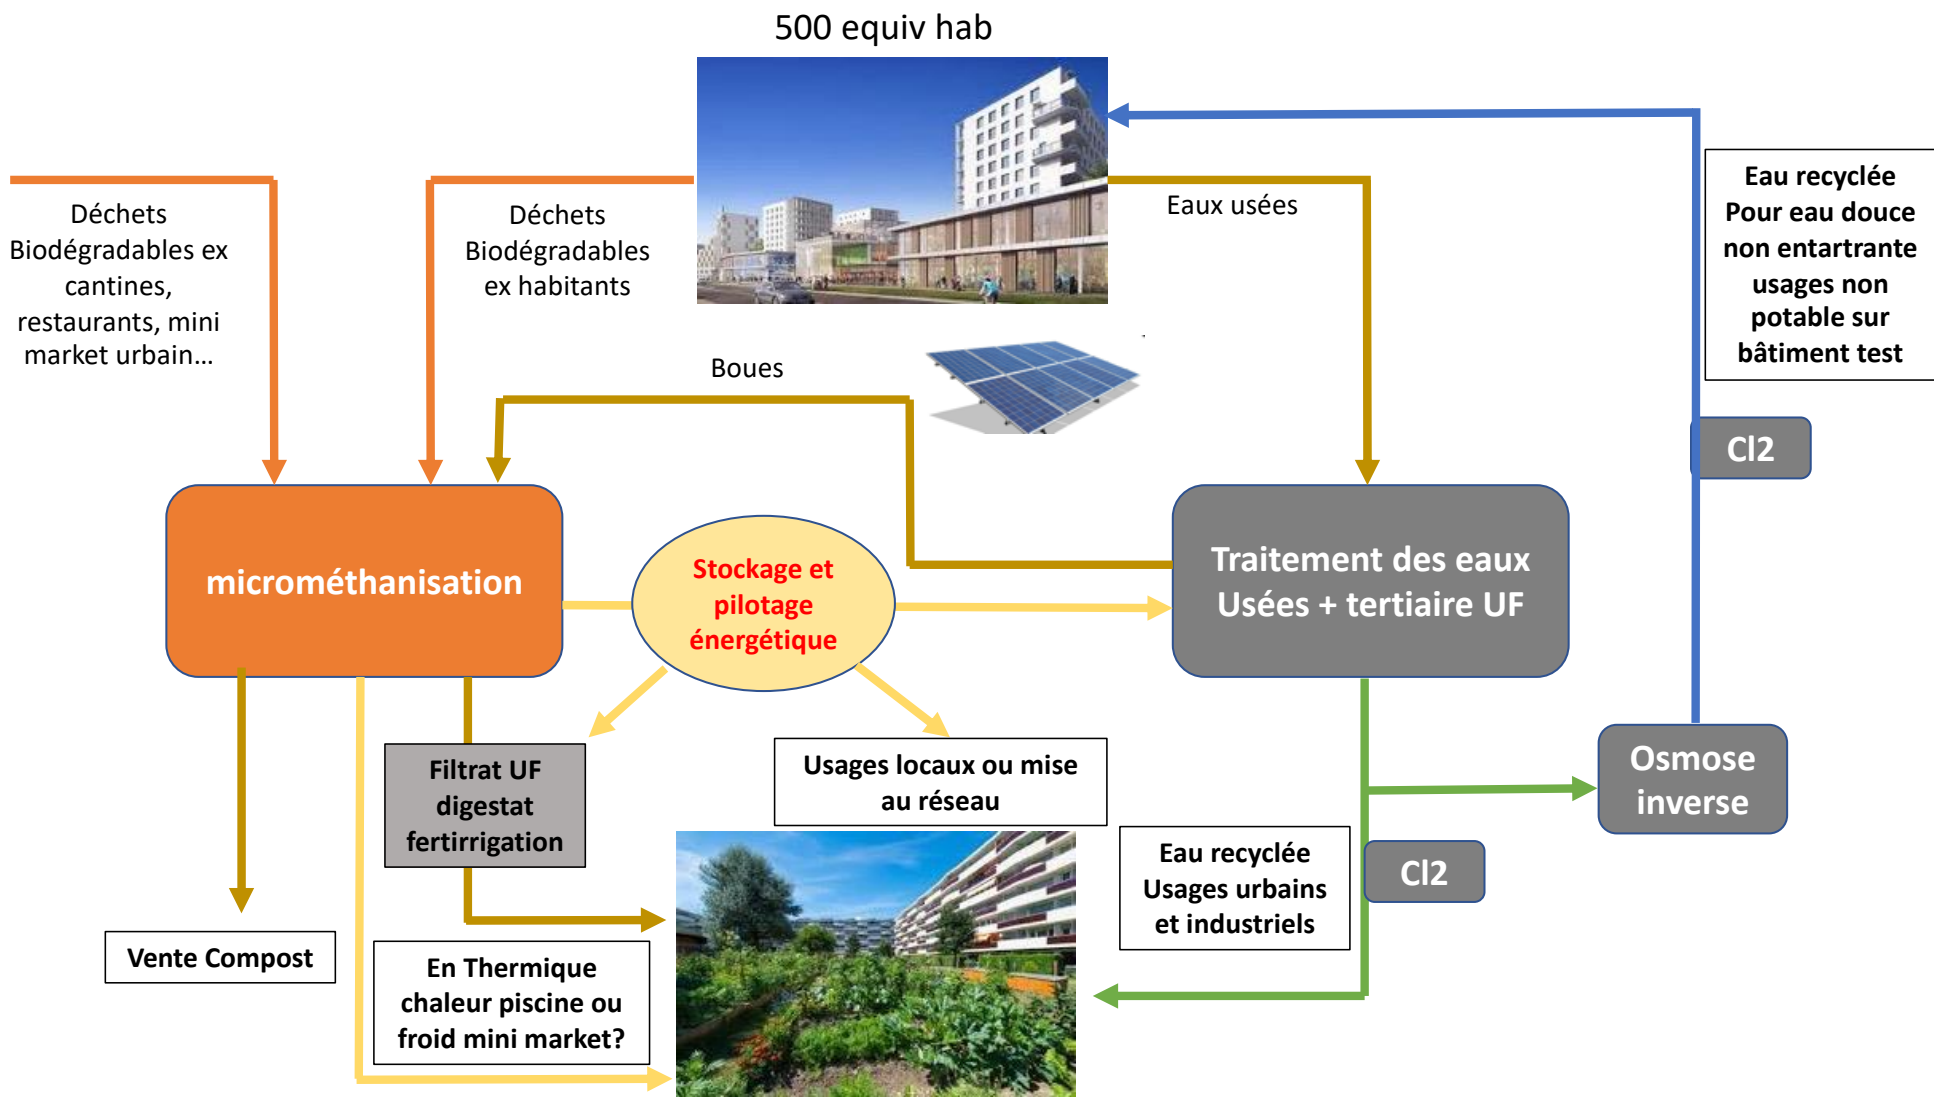 500 equiv hab
Déchets
Biodégradables ex
cantines,
restaurants, mini
market urbain…
Déchets
Biodégradables
ex habitants
Eaux usées
Eau recyclée
Pour eau douce
non entartrante
usages non
potable sur
bâtiment test
Boues
Cl2
microméthanisation
Stockage et
pilotage
énergétique
Traitement des eaux
Usées + tertiaire UF
Filtrat UF
digestat
fertirrigation
Usages locaux ou mise
au réseau
Osmose
inverse
Eau recyclée
Usages urbains
et industriels
Cl2
Vente Compost
En Thermique
chaleur piscine ou
froid mini market?